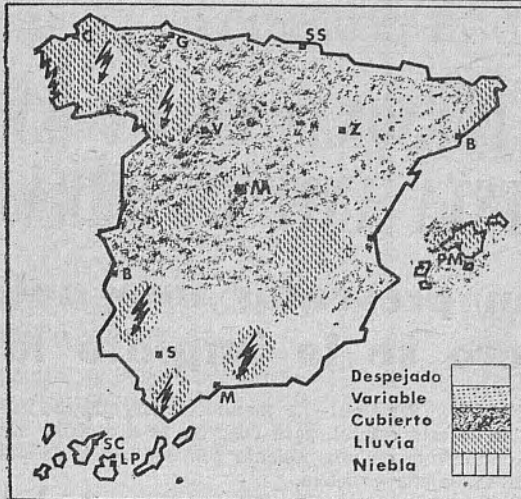 C
G
SS
V
Z
B
M
B
PM
S
M
SC
LP
Despejado
Variable
Cubierto
Lluvia
Niebla